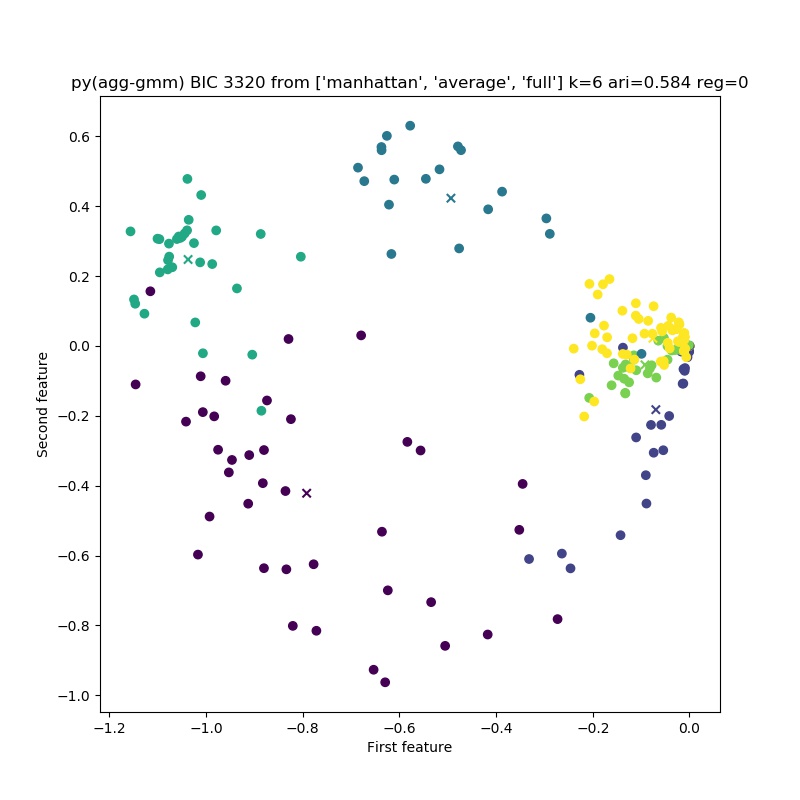 py(agg-gmm) BIC 3320 from ['manhattan', 'average', 'full'] k=6 ari=0.584 reg=0
0.6
0.4
0.2
0.0
−0.2
−0.4
−0.6
−0.8
−1.0
Second feature
−1.2 −1.0 −0.8 −0.6 −0.4 −0.2 0.0
First feature